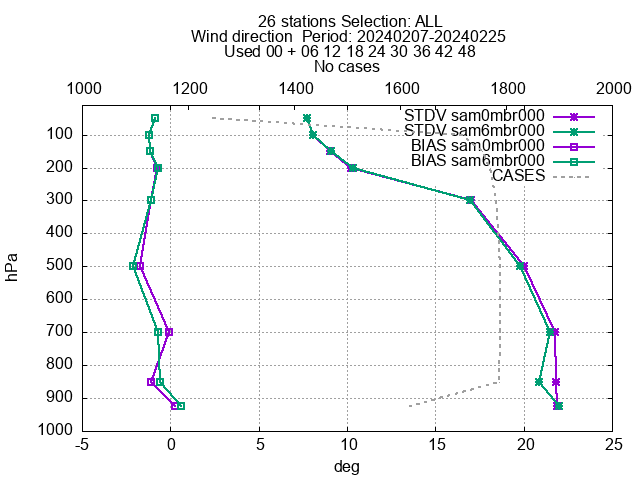 26 stations Selection: ALL
Wind direction  Period: 20240207-20240225
Used 00 + 06 12 18 24 30 36 42 48
No cases
1000 1200 1400 1600 1800 2000
STDV sam0mbr000
STDV sam6mbr000
BIAS sam0mbr000
BIAS sam6mbr000
CASES
100
200
300
400
500
600
700
800
900
1000
hPa
-5 0 5 10 15 20 25
deg